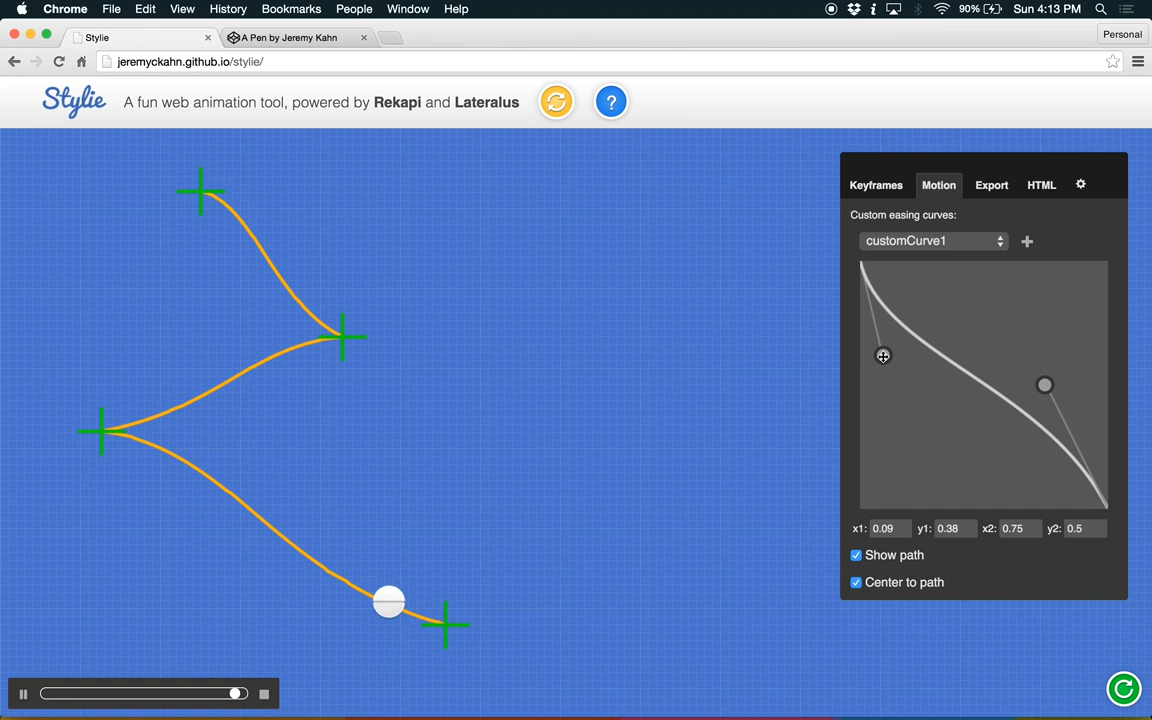 Chrome File Edit View History Bookmarks People Window Help 90% Sun 4:13 PM
Stylie A Pen by Jeremy Kahn Personal
jeremyckahn.github.io/stylie/
Stylie A fun web animation tool, powered by Rekapi and Lateralus ?
Keyframes Motion Export HTML
Custom easing curves:
customCurve1
x1: 0.09 y1: 0.38 x2: 0.75 y2: 0.5
Show path
Center to path